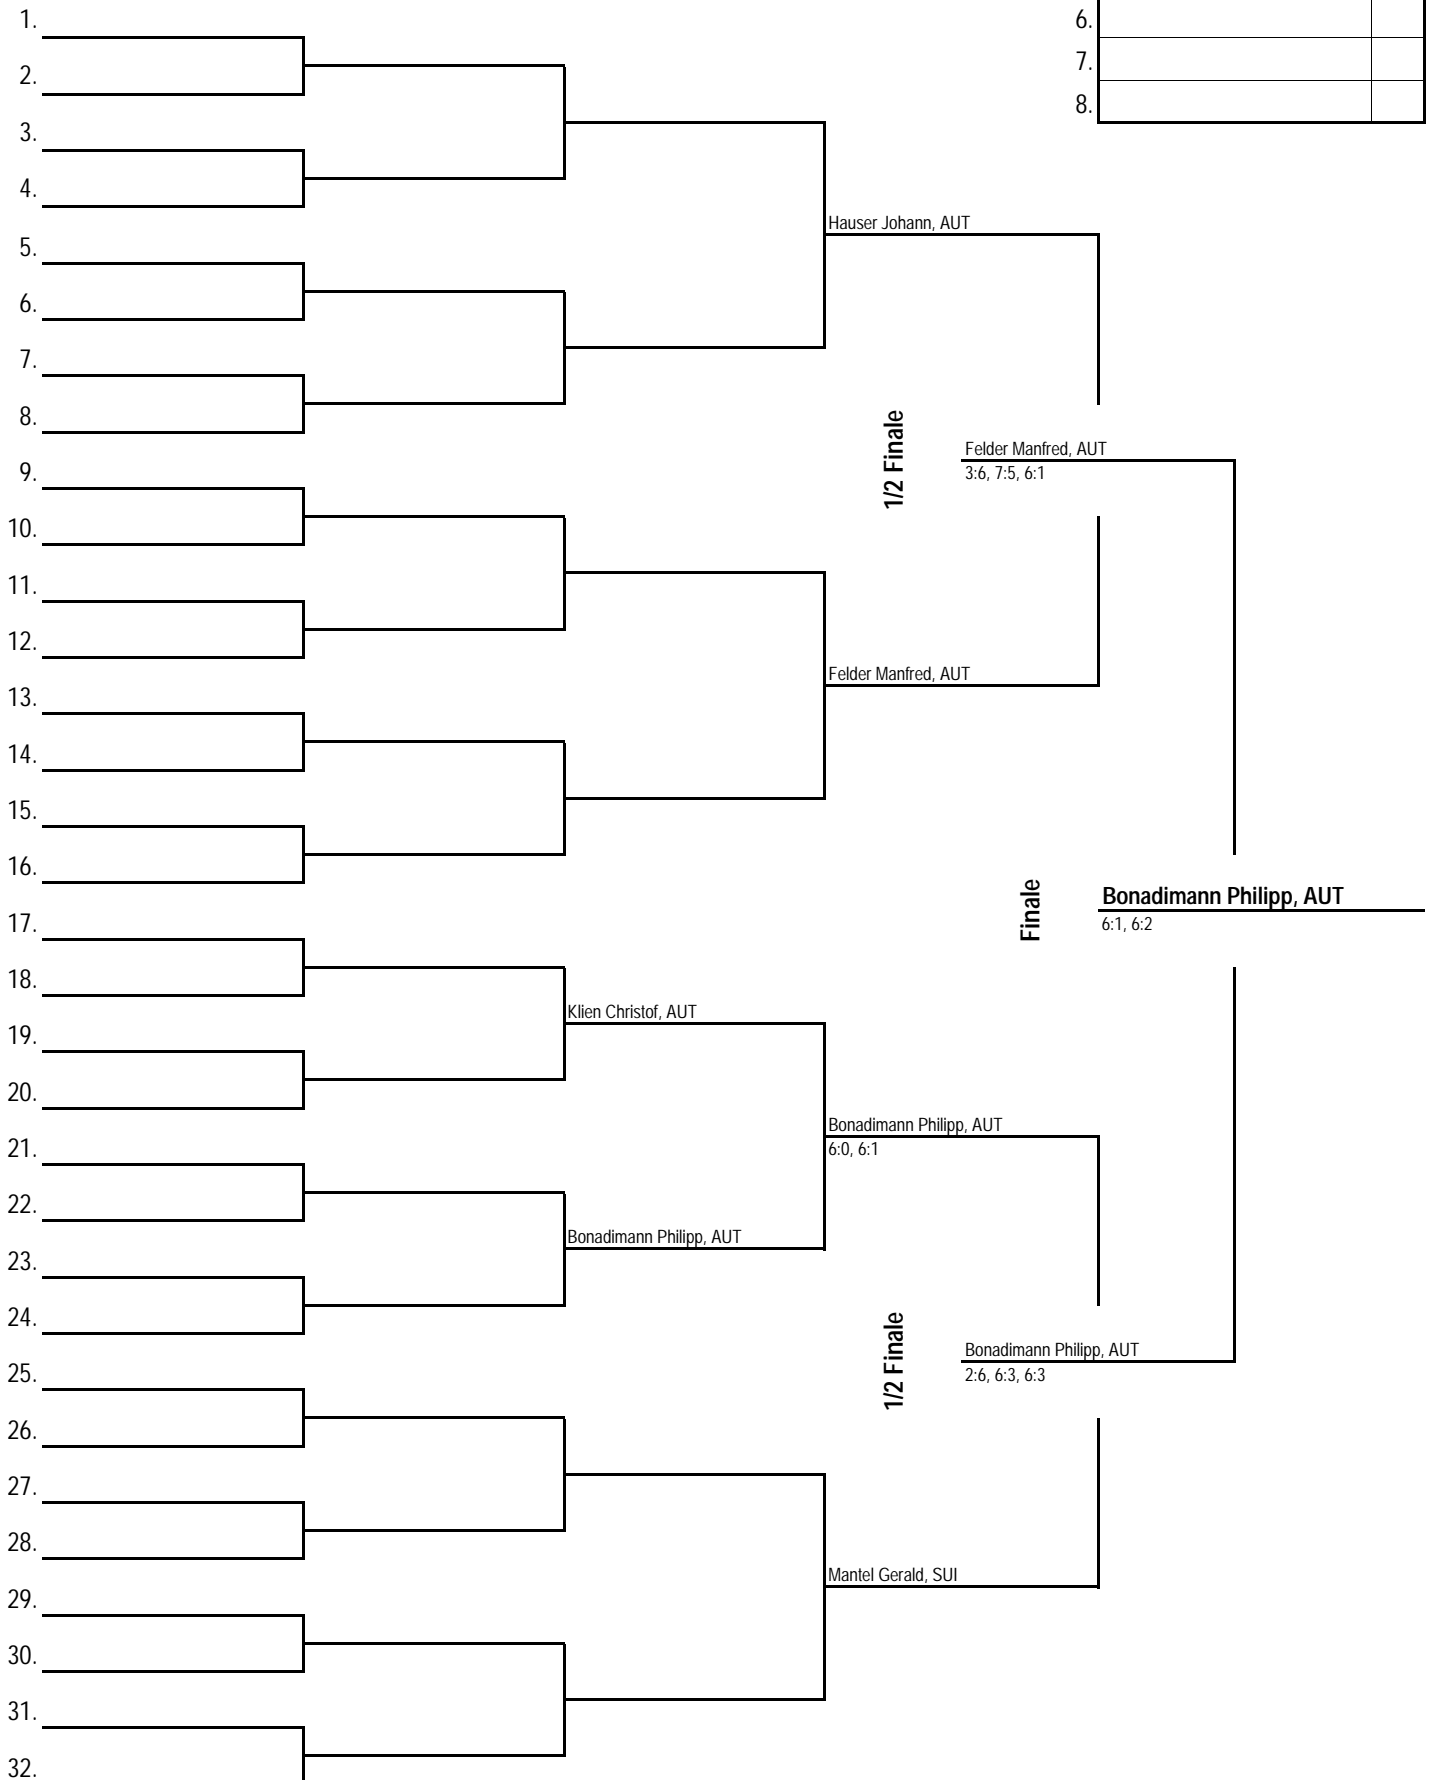 1.
6.
7.
2.
8.
3.
4.
Hauser Johann, AUT
5.
6.
7.
8.
1/2 Finale
Felder Manfred, AUT
3:6, 7:5, 6:1
9.
10.
11.
12.
Felder Manfred, AUT
13.
14.
15.
16.
Finale
Bonadimann Philipp, AUT
6:1, 6:2
17.
18.
Klien Christof, AUT
19.
20.
Bonadimann Philipp, AUT
6:0, 6:1
21.
22.
Bonadimann Philipp, AUT
23.
24.
1/2 Finale
Bonadimann Philipp, AUT
2:6, 6:3, 6:3
25.
26.
27.
28.
Mantel Gerald, SUI
29.
30.
31.
32.